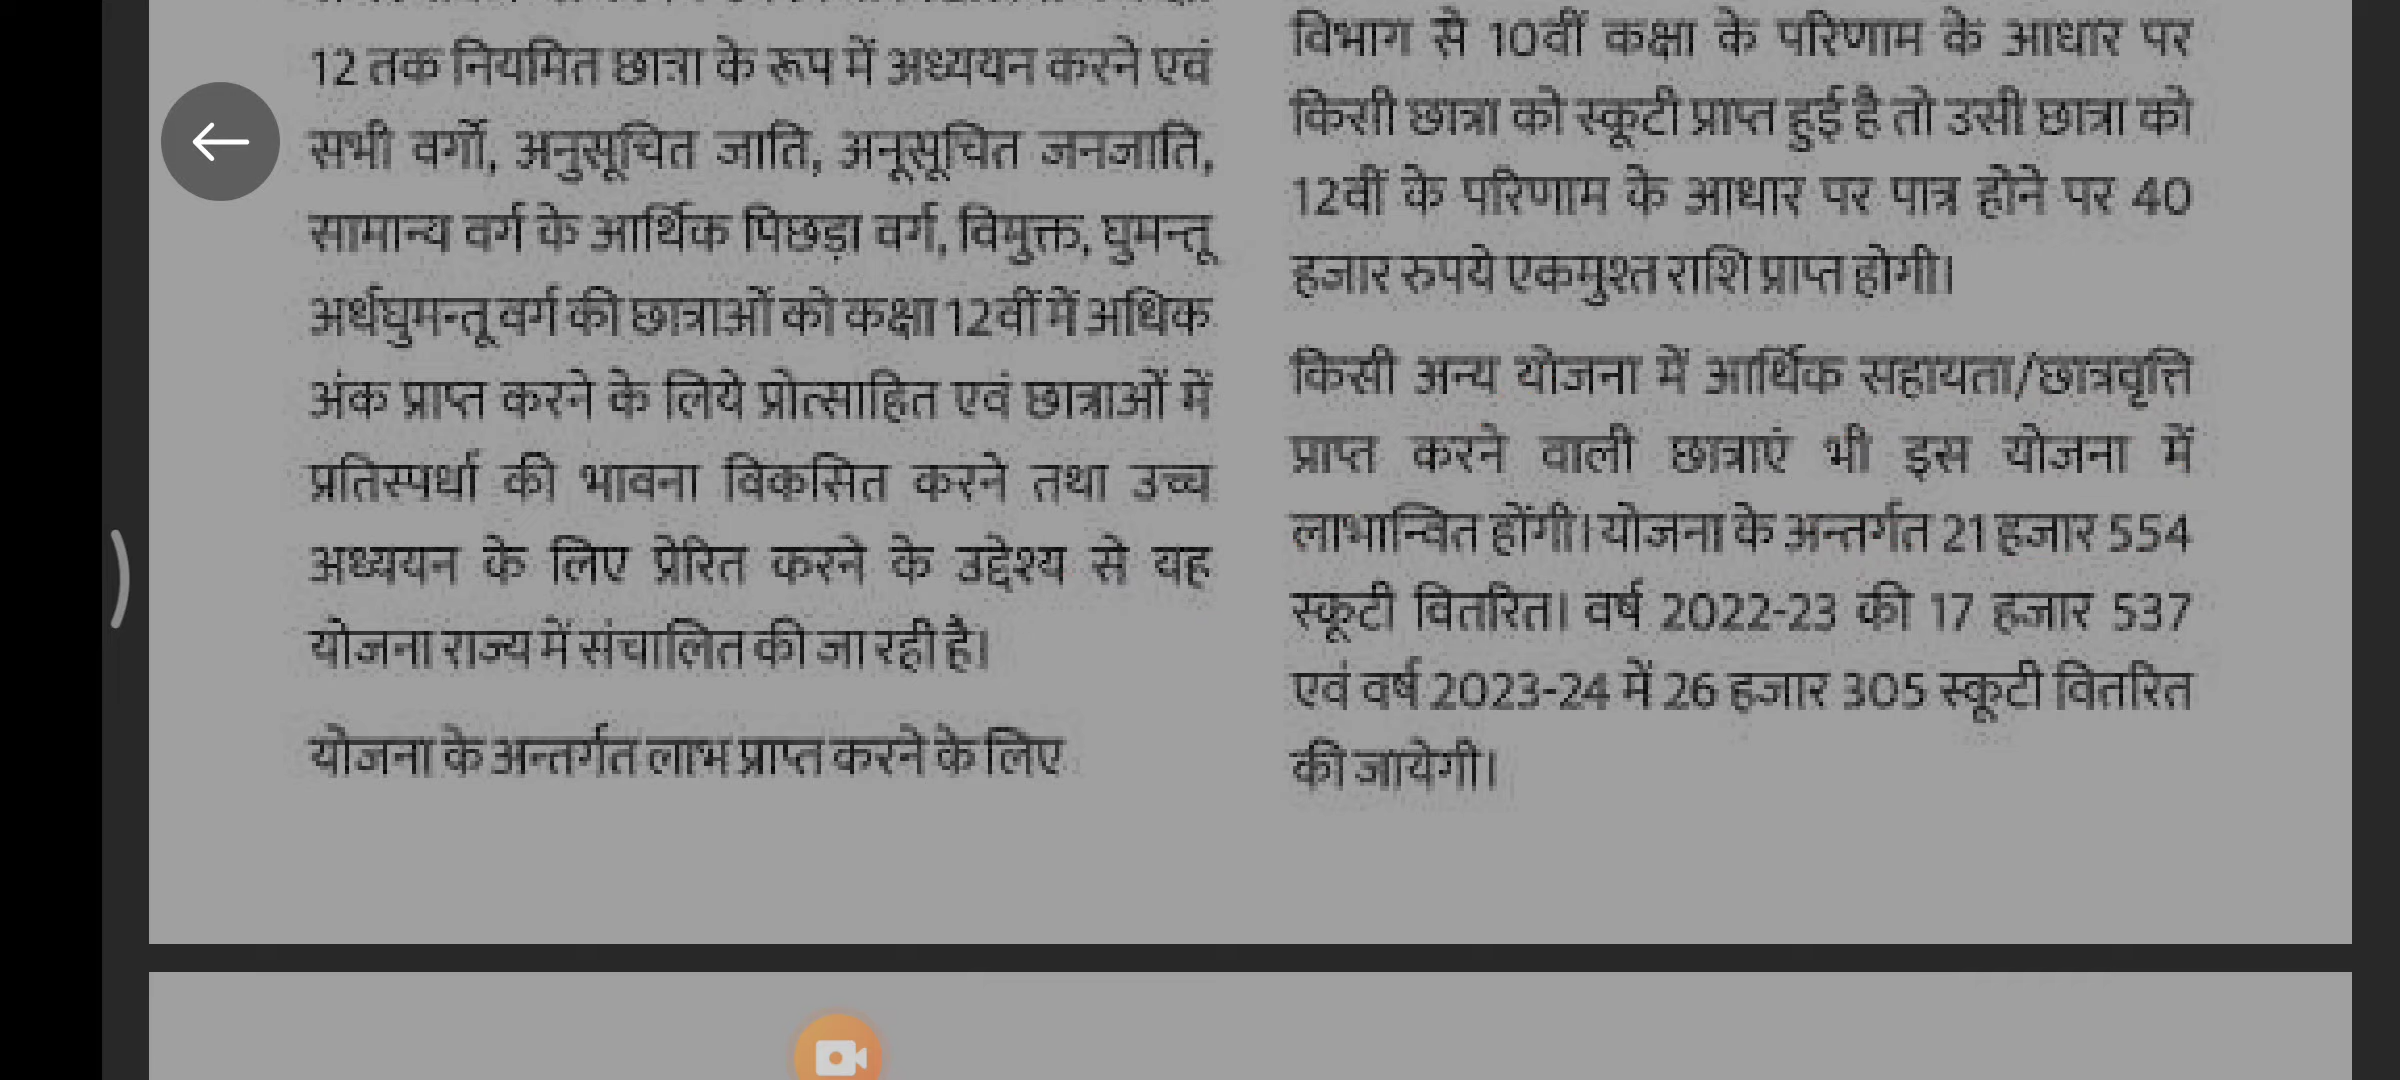 12 तक नियमित छात्रा के रूप में अध्ययन करने एवं
सभी वर्गो, अनुसूचित जाति, अनूसूचित जनजाति,
सामान्य वर्ग के आर्थिक पिछड़ा वर्ग, विमुक्त, घुमन्तू
अर्धघुमन्तू वर्ग की छात्राओं को कक्षा 12वीं में अधिक
अंक प्राप्त करने के लिये प्रोत्साहित एवं छात्राओं में
प्रतिस्पर्धा की भावना विकसित करने तथा उच्च
अध्ययन के लिए प्रेरित करने के उद्देश्य से यह
योजना राज्य में संचालित की जा रही है।
योजना के अन्तर्गत लाभ प्राप्त करने के लिए
विभाग से 10वीं कक्षा के परिणाम के आधार पर
किसी छात्रा को स्कूटी प्राप्त हुई है तो उसी छात्रा को
12वीं के परिणाम के आधार पर पात्र होने पर 40
हजार रुपये एकमुश्त राशि प्राप्त होगी।
किसी अन्य योजना में आर्थिक सहायता/छात्रवृत्ति
प्राप्त करने वाली छात्राएं भी इस योजना में
लाभान्वित होंगी। योजना के अन्तर्गत 21 हजार 554
स्कूटी वितरित। वर्ष 2022-23 की 17 हजार 537
एवं वर्ष 2023-24 में 26 हजार 305 स्कूटी वितरित
की जायेगी।